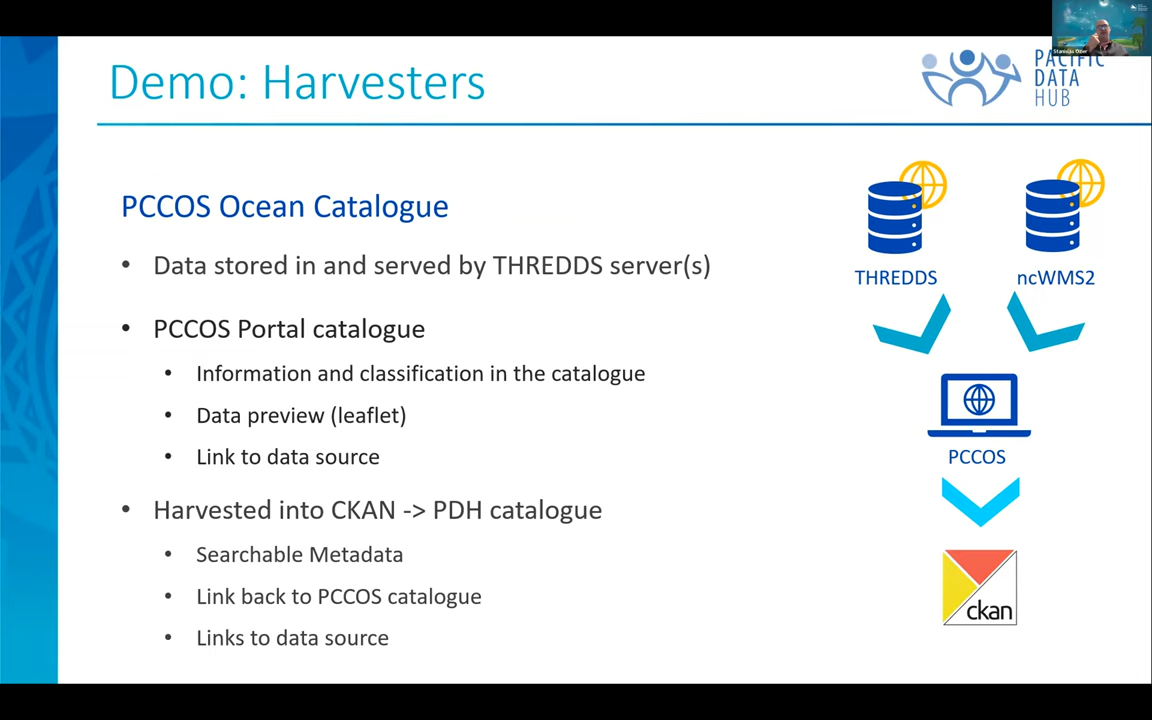 Demo: Harvesters
PACIFIC
DATA
HUB
PCCOS Ocean Catalogue
• Data stored in and served by THREDDS server(s)
• PCCOS Portal catalogue
• Information and classification in the catalogue
• Data preview (leaflet)
• Link to data source
• Harvested into CKAN -> PDH catalogue
• Searchable Metadata
• Link back to PCCOS catalogue
• Links to data source
THREDDS
ncWMS2
PCCOS
ckan